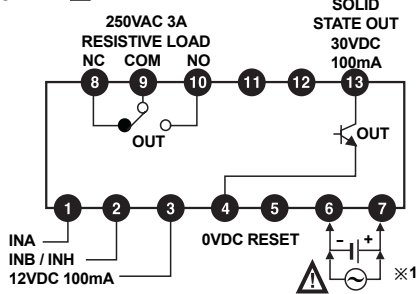 250VAC 3A
RESISTIVE LOAD
NC COM NO
SOLID
STATE OUT
30VDC
100mA
8 9 10 11 12 13
OUT
OUT
1 2 3 4 5 6 7
INA
INB / INH
12VDC 100mA
0VDC RESET
- +
※1